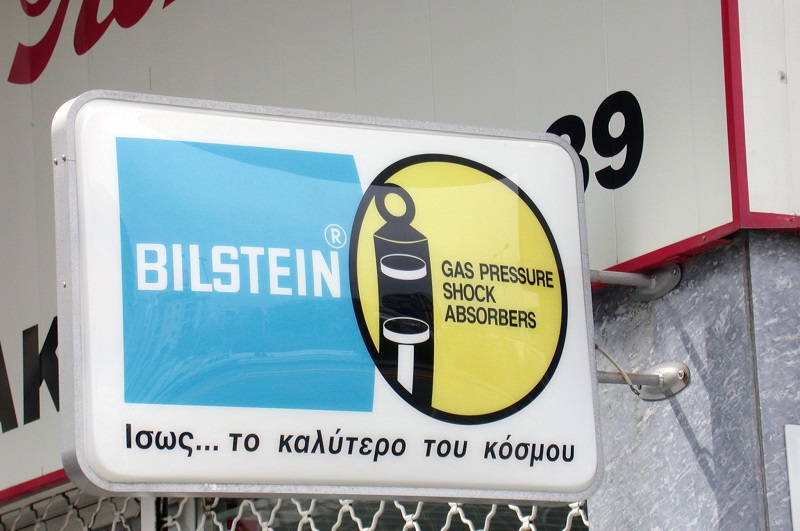 89
BILSTEIN®
GAS PRESSURE
SHOCK
ABSORBERS
Ισως... το καλύτερο του κόσμου